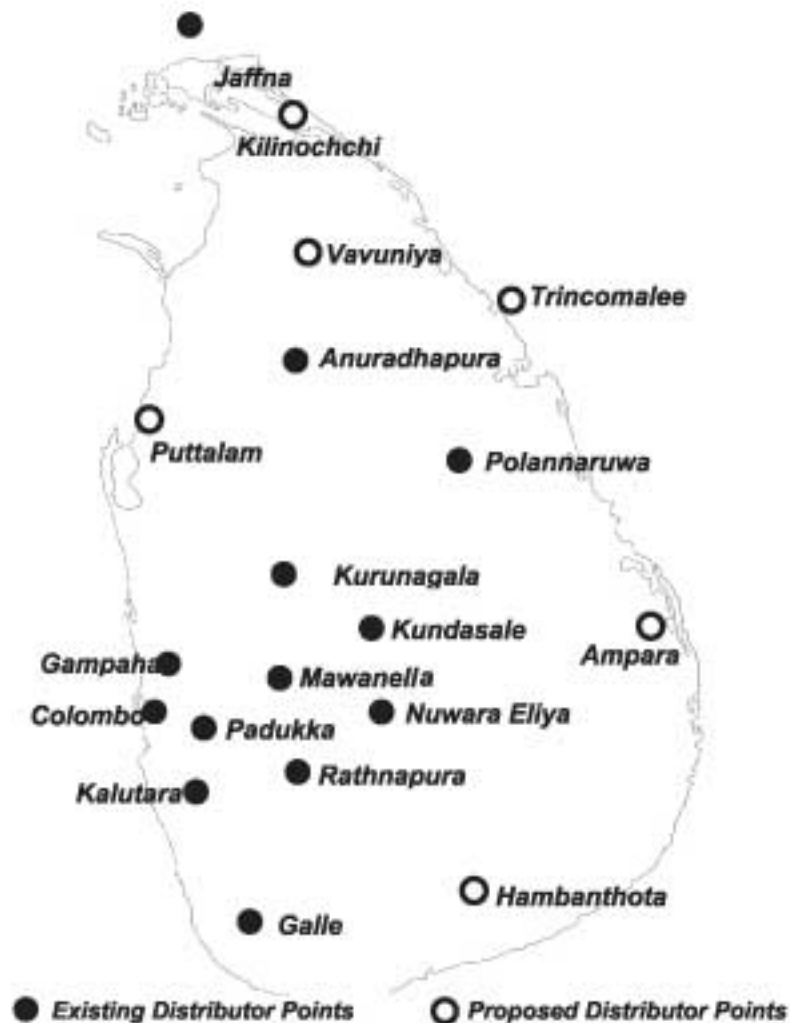 Jaffna
Kilinochchi
Vavuniya
Trincomalee
Anuradhapura
Puttalam
Polannaruwa
Kurunagala
Kundasale
Ampara
Gampaha
Mawanella
Colombo
Padukka
Nuwara Eliya
Kalutara
Rathnapura
Hambanthota
Galle
Existing Distributor Points
Proposed Distributor Points